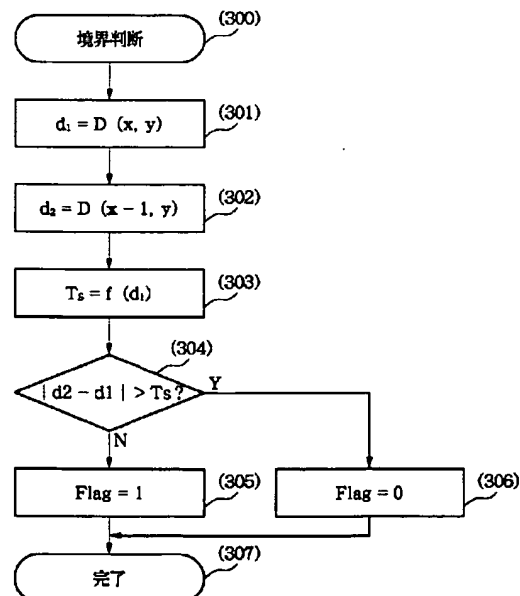 (300)
境界判断
(301)
d₁ = D (x, y)
(302)
d₂ = D (x − 1, y)
(303)
Tₛ = f (d₁)
(304)
| d2 − d1 | > Ts ?
Y
N
(305)
Flag = 1
(306)
Flag = 0
(307)
完了